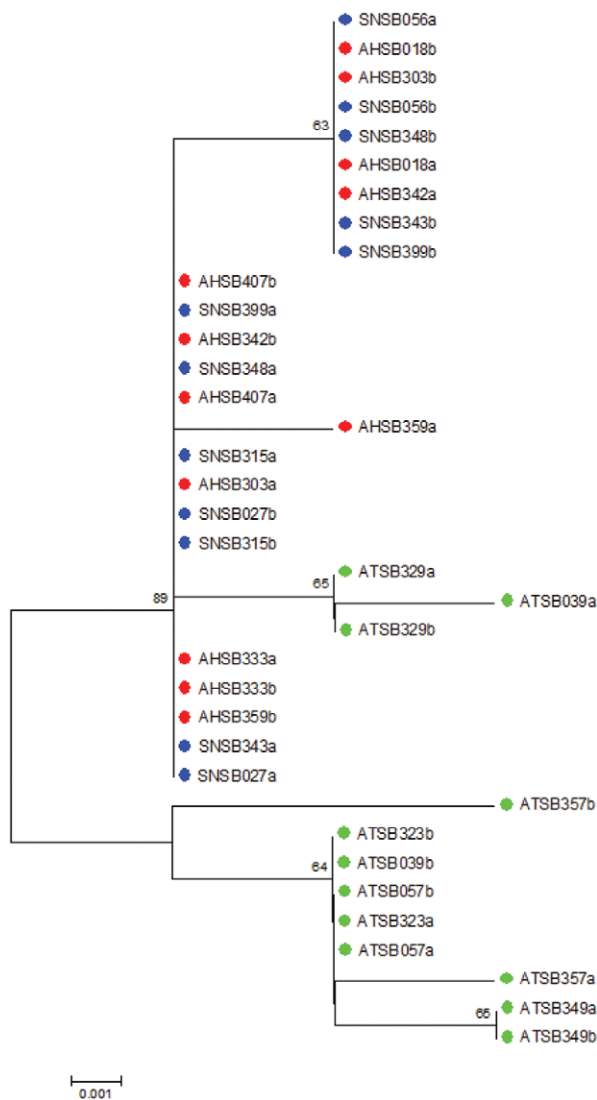 SNSB056a
AHSB018b
AHSB303b
SNSB056b
63
SNSB348b
AHSB018a
AHSB342a
SNSB343b
SNSB399b
AHSB407b
SNSB399a
AHSB342b
SNSB348a
AHSB407a
AHSB359a
SNSB315a
AHSB303a
SNSB027b
SNSB315b
ATSB329a
65
89
ATSB039a
ATSB329b
AHSB333a
AHSB333b
AHSB359b
SNSB343a
SNSB027a
ATSB357b
ATSB323b
ATSB039b
64
ATSB057b
ATSB323a
ATSB057a
ATSB357a
ATSB349a
65
ATSB349b
0.001